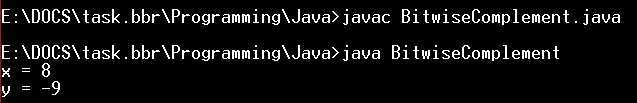 E:\DOCS\task.bbr\Programming\Java>javac BitwiseComplement.java
E:\DOCS\task.bbr\Programming\Java>java BitwiseComplement
x = 8
y = -9